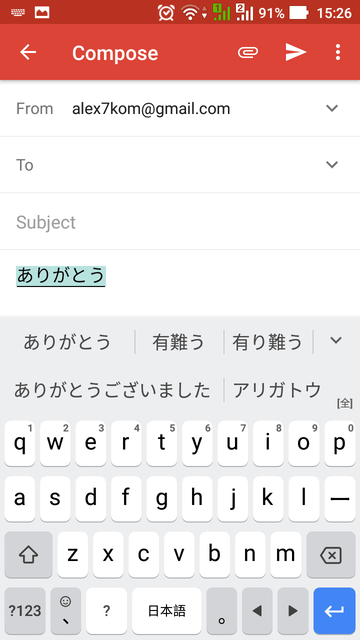 1 2 91% 15:26
Compose
From alex7kom@gmail.com
To
Subject
ありがとう
ありがとう 有難う 有り難う
ありがとうございました アリガトウ
[全]
1 2 3 4 5 6 7 8 9 0
q w e r t y u i o p
a s d f g h j k l ー
z x c v b n m
?123 、 ? 日本語 。